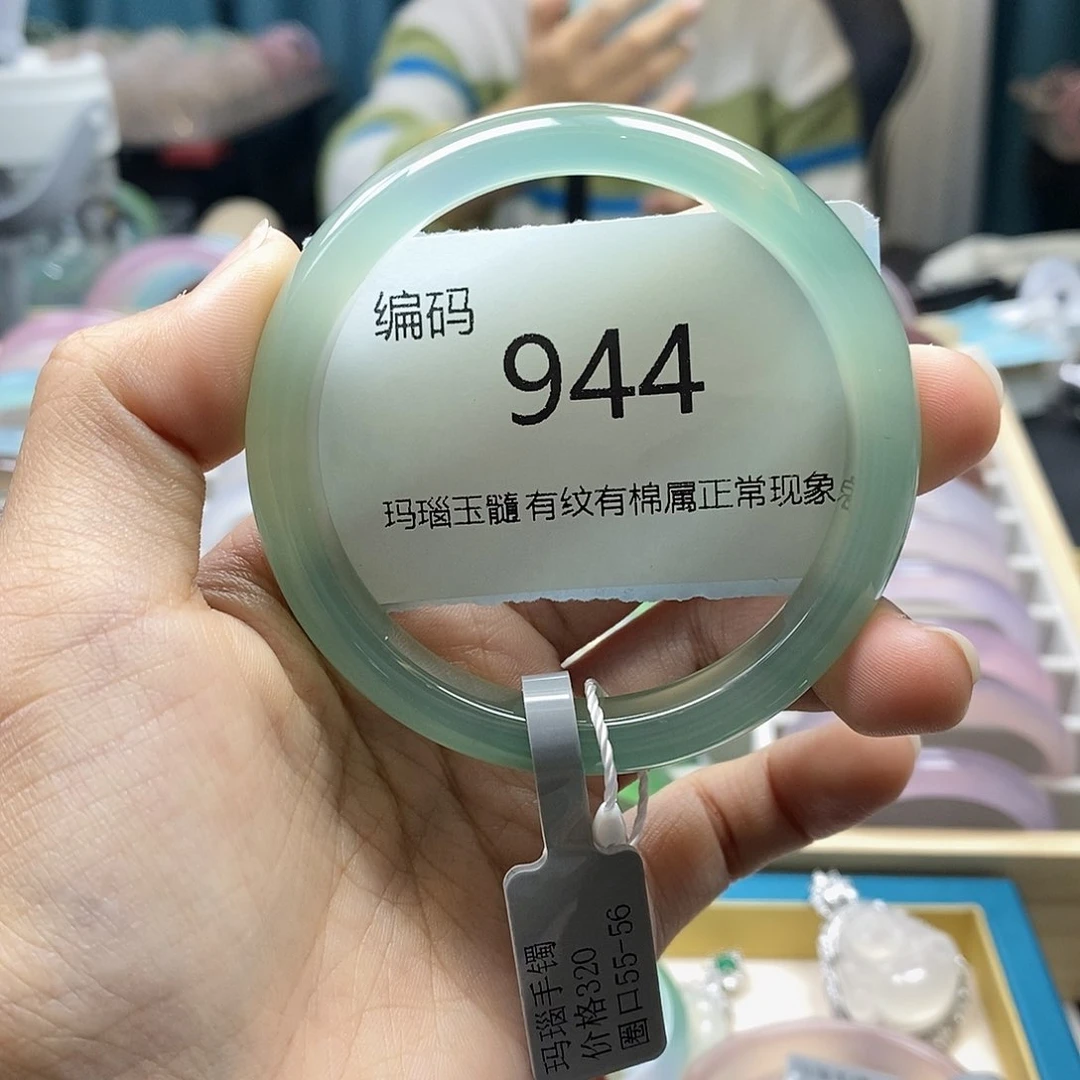 编码
944
玛瑙玉髓有纹有棉属正常现象
玛瑙手镯
价格320
圈口55-56